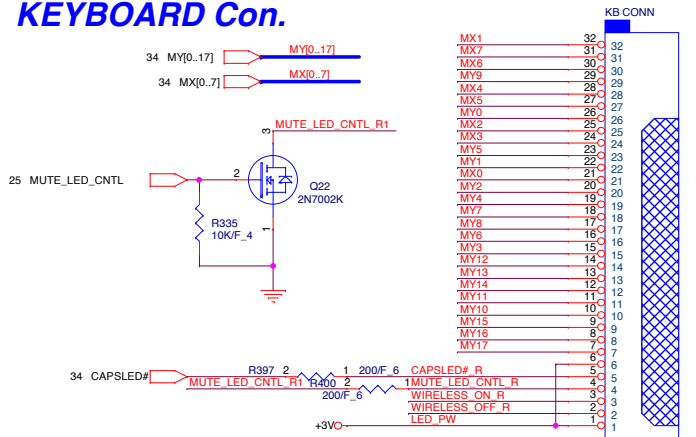 KEYBOARD Con.
KB CONN
34 MY[0..17] MY[0..17]
34 MX[0..7] MX[0..7]
MUTE_LED_CNTL_R1
3
25 MUTE_LED_CNTL
2
Q22
2N7002K
1
R335
10K/F_4
MX1 32 32
MX7 31 31
MX6 30 30
MY9 29 29
MX4 28 28
MX5 27 27
MY0 26 26
MX2 25 25
MX3 24 24
MY5 23 23
MY1 22 22
MX0 21 21
MY2 20 20
MY4 19 19
MY7 18 18
MY8 17 17
MY6 16 16
MY3 15 15
MY12 14 14
MY13 13 13
MY14 12 12
MY11 11 11
MY10 10 10
MY15 9 9
MY16 8 8
MY17 7 7
6 6
34 CAPSLED# R397 2 1 200/F_6 CAPSLED#_R 5 5
MUTE_LED_CNTL_R1 R400 2 1 200/F_6 MUTE_LED_CNTL_R 4 4
WIRELESS_ON_R 3 3
WIRELESS_OFF_R 2 2
+3V LED_PW 1 1